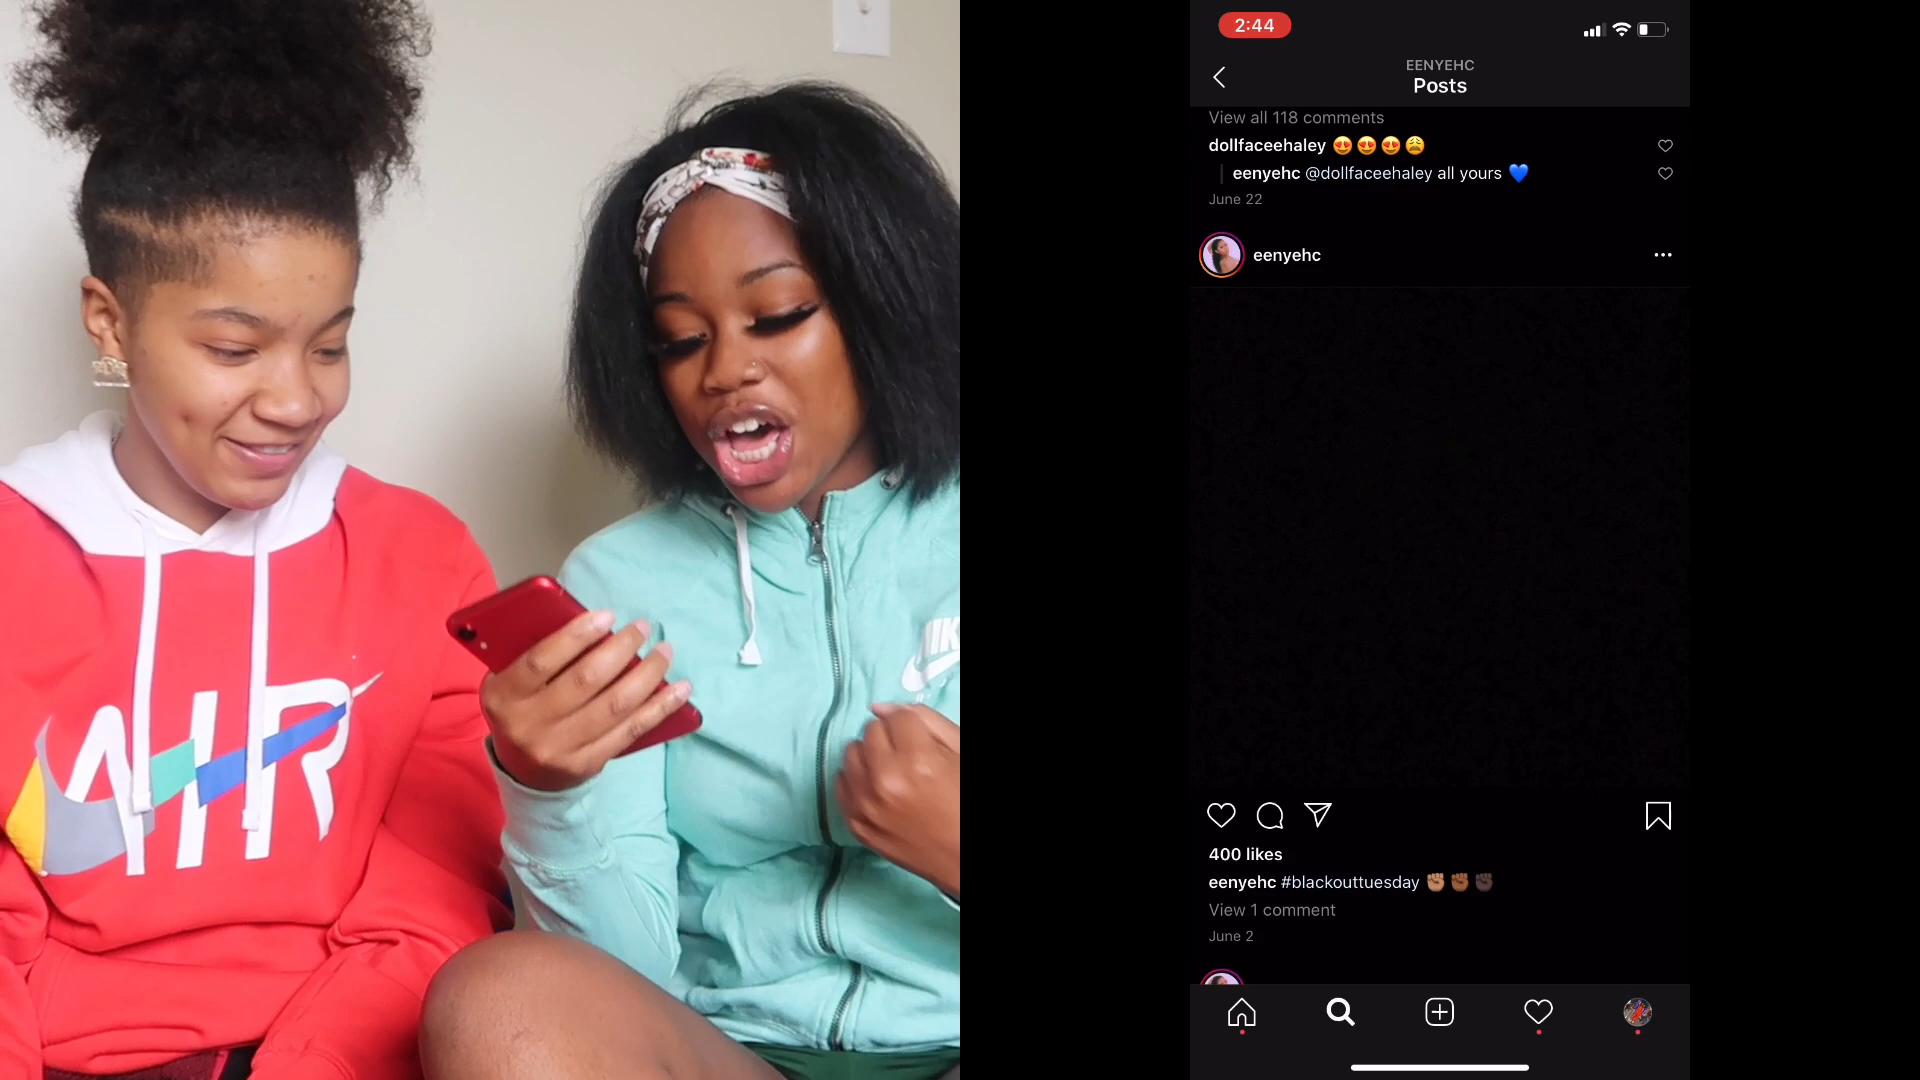 AIR
NIK
2:44
EENYEHC
Posts
View all 118 comments
dollfaceehaley 😍😍😍😩
eenyehc @dollfaceehaley all yours 💙
June 22
eenyehc
400 likes
eenyehc #blackouttuesday ✊🏽✊🏾✊🏿
View 1 comment
June 2